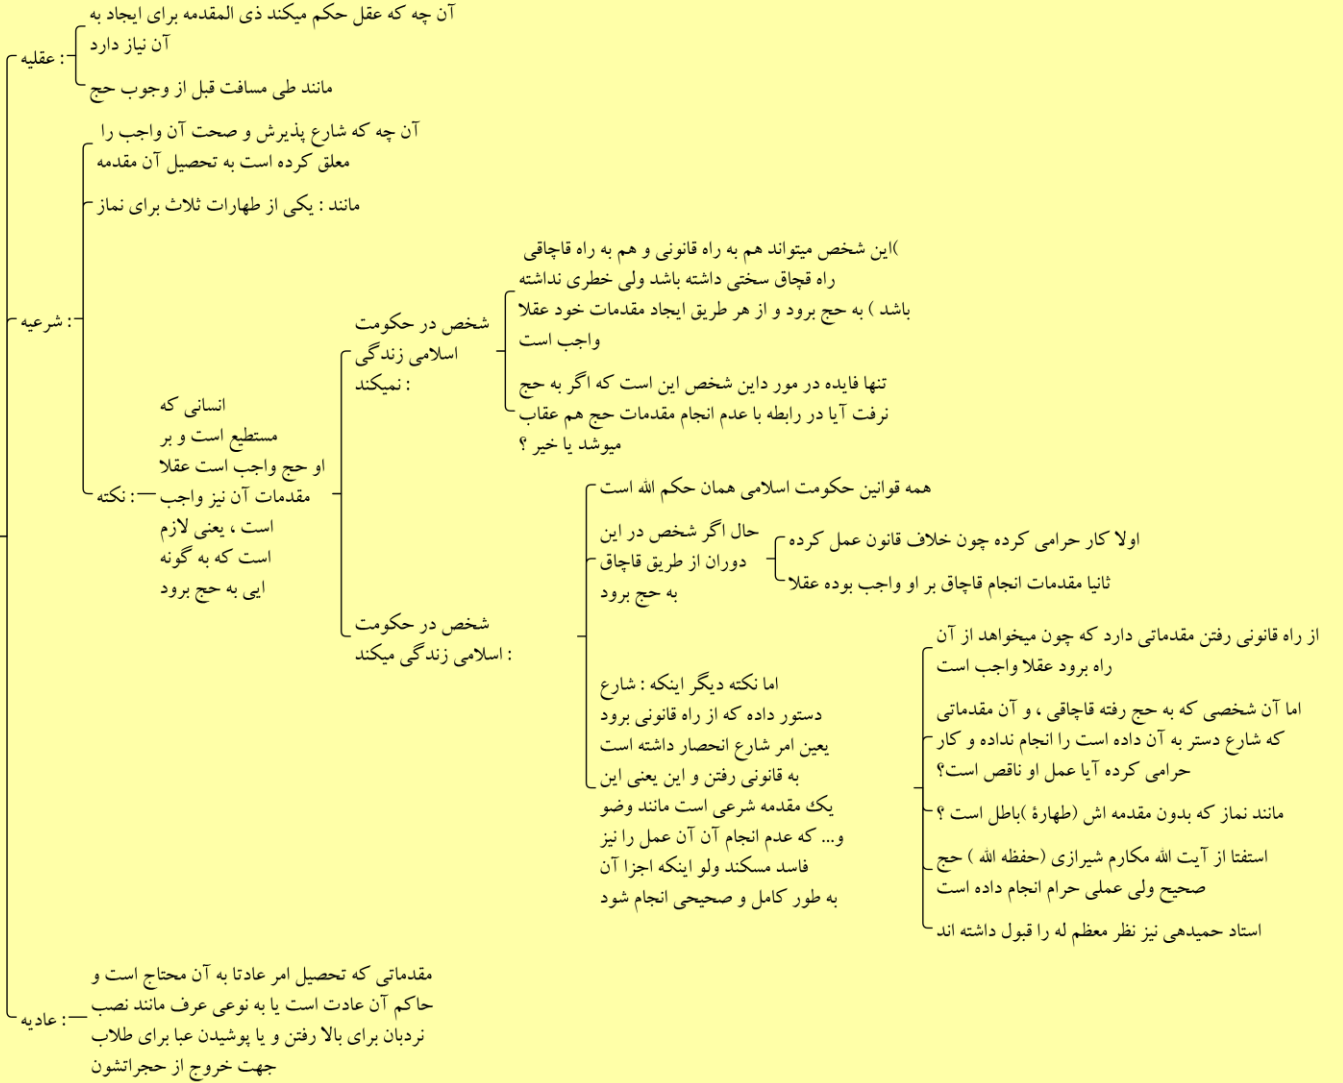 آن چه که عقل حکم میکند ذی المقدمه برای ایجاد به
آن نیاز دارد
: عقلیه
مانند طی مسافت قبل از وجوب حج
آن چه که شارع پذیرش و صحت آن واجب را
معلق کرده است به تحصیل آن مقدمه
مانند : یکی از طهارات ثلاث برای نماز
: شرعیه
: نکته
انسانی که
مستطیع است و بر
او حج واجب است عقلا
مقدمات آن نیز واجب
است ، یعنی لازم
است که به گونه
ایی به حج برود
شخص در حکومت
اسلامی زندگی
: نمیکند
)این شخص میتواند هم به راه قانونی و هم به راه قاچاقی
راه قچاق سختی داشته باشد ولی خطری نداشته
باشد ) به حج برود و از هر طریق ایجاد مقدمات خود عقلا
واجب است
تنها فایده در مور داین شخص این است که اگر به حج
نرفت آیا در رابطه با عدم انجام مقدمات حج هم عقاب
میوشد یا خیر ؟
شخص در حکومت
: اسلامی زندگی میکند
همه قوانین حکومت اسلامی همان حکم الله است
حال اگر شخص در این
دوران از طریق قاچاق
به حج برود
اولا کار حرامی کرده چون خلاف قانون عمل کرده
ثانیا مقدمات انجام قاچاق بر او واجب بوده عقلا
اما نکته دیگر اینکه : شارع
دستور داده که از راه قانونی برود
یعین امر شارع انحصار داشته است
به قانونی رفتن و این یعنی این
یک مقدمه شرعی است مانند وضو
و... که عدم انجام آن آن عمل را نیز
فاسد مسکند ولو اینکه اجزا آن
به طور کامل و صحیحی انجام شود
از راه قانونی رفتن مقدماتی دارد که چون میخواهد از آن
راه برود عقلا واجب است
اما آن شخصی که به حج رفته قاچاقی ، و آن مقدماتی
که شارع دستر به آن داده است را انجام نداده و کار
حرامی کرده آیا عمل او ناقص است؟
مانند نماز که بدون مقدمه اش (طهارة )باطل است ؟
استفتا از آیت الله مکارم شیرازی (حفظه الله ) حج
صحیح ولی عملی حرام انجام داده است
استاد حمیدهی نیز نظر معظم له را قبول داشته اند
مقدماتی که تحصیل امر عادتا به آن محتاج است و
حاکم آن عادت است یا به نوعی عرف مانند نصب
نردبان برای بالا رفتن و یا پوشیدن عبا برای طلاب
جهت خروج از حجراتشون
: عادیه